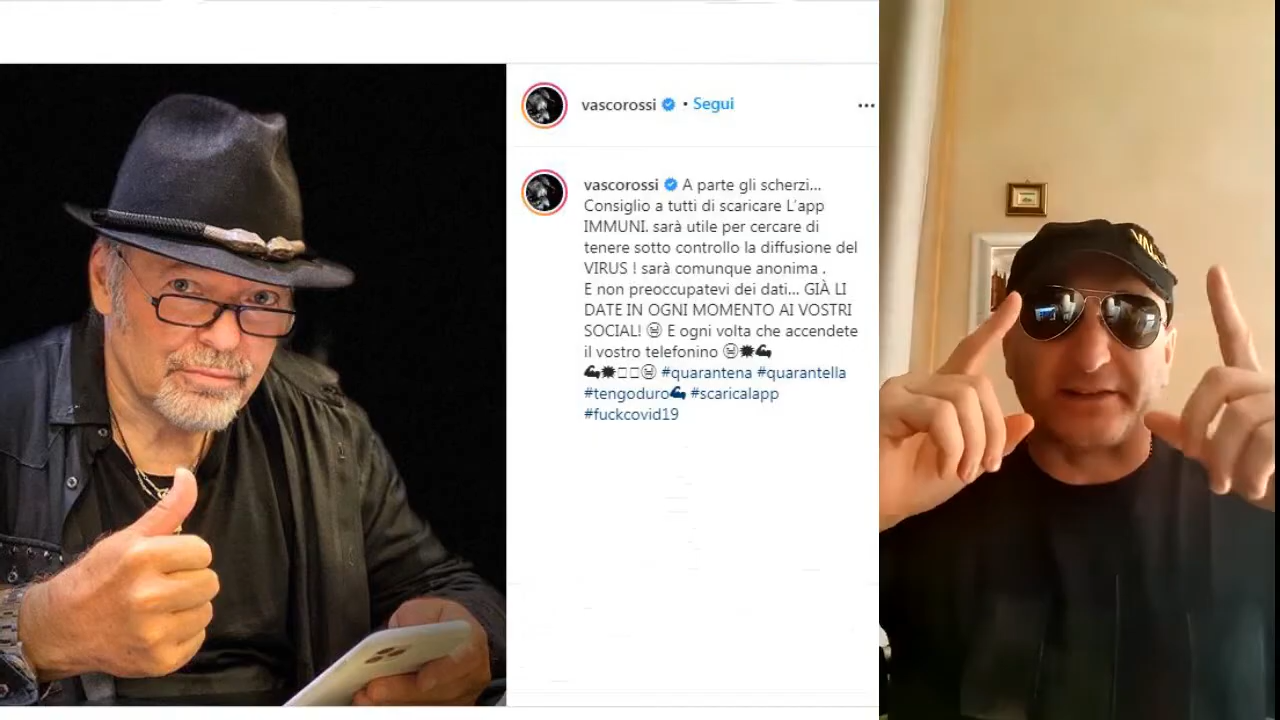 vascorossi • Segui
vascorossi A parte gli scherzi...
Consiglio a tutti di scaricare L'app
IMMUNI. sarà utile per cercare di
tenere sotto controllo la diffusione del
VIRUS ! sarà comunque anonima .
E non preoccupatevi dei dati... GIÀ LI
DATE IN OGNI MOMENTO AI VOSTRI
SOCIAL! E ogni volta che accendete
il vostro telefonino
#quarantena #quarantella
#tengoduro #scaricalapp
#fuckcovid19